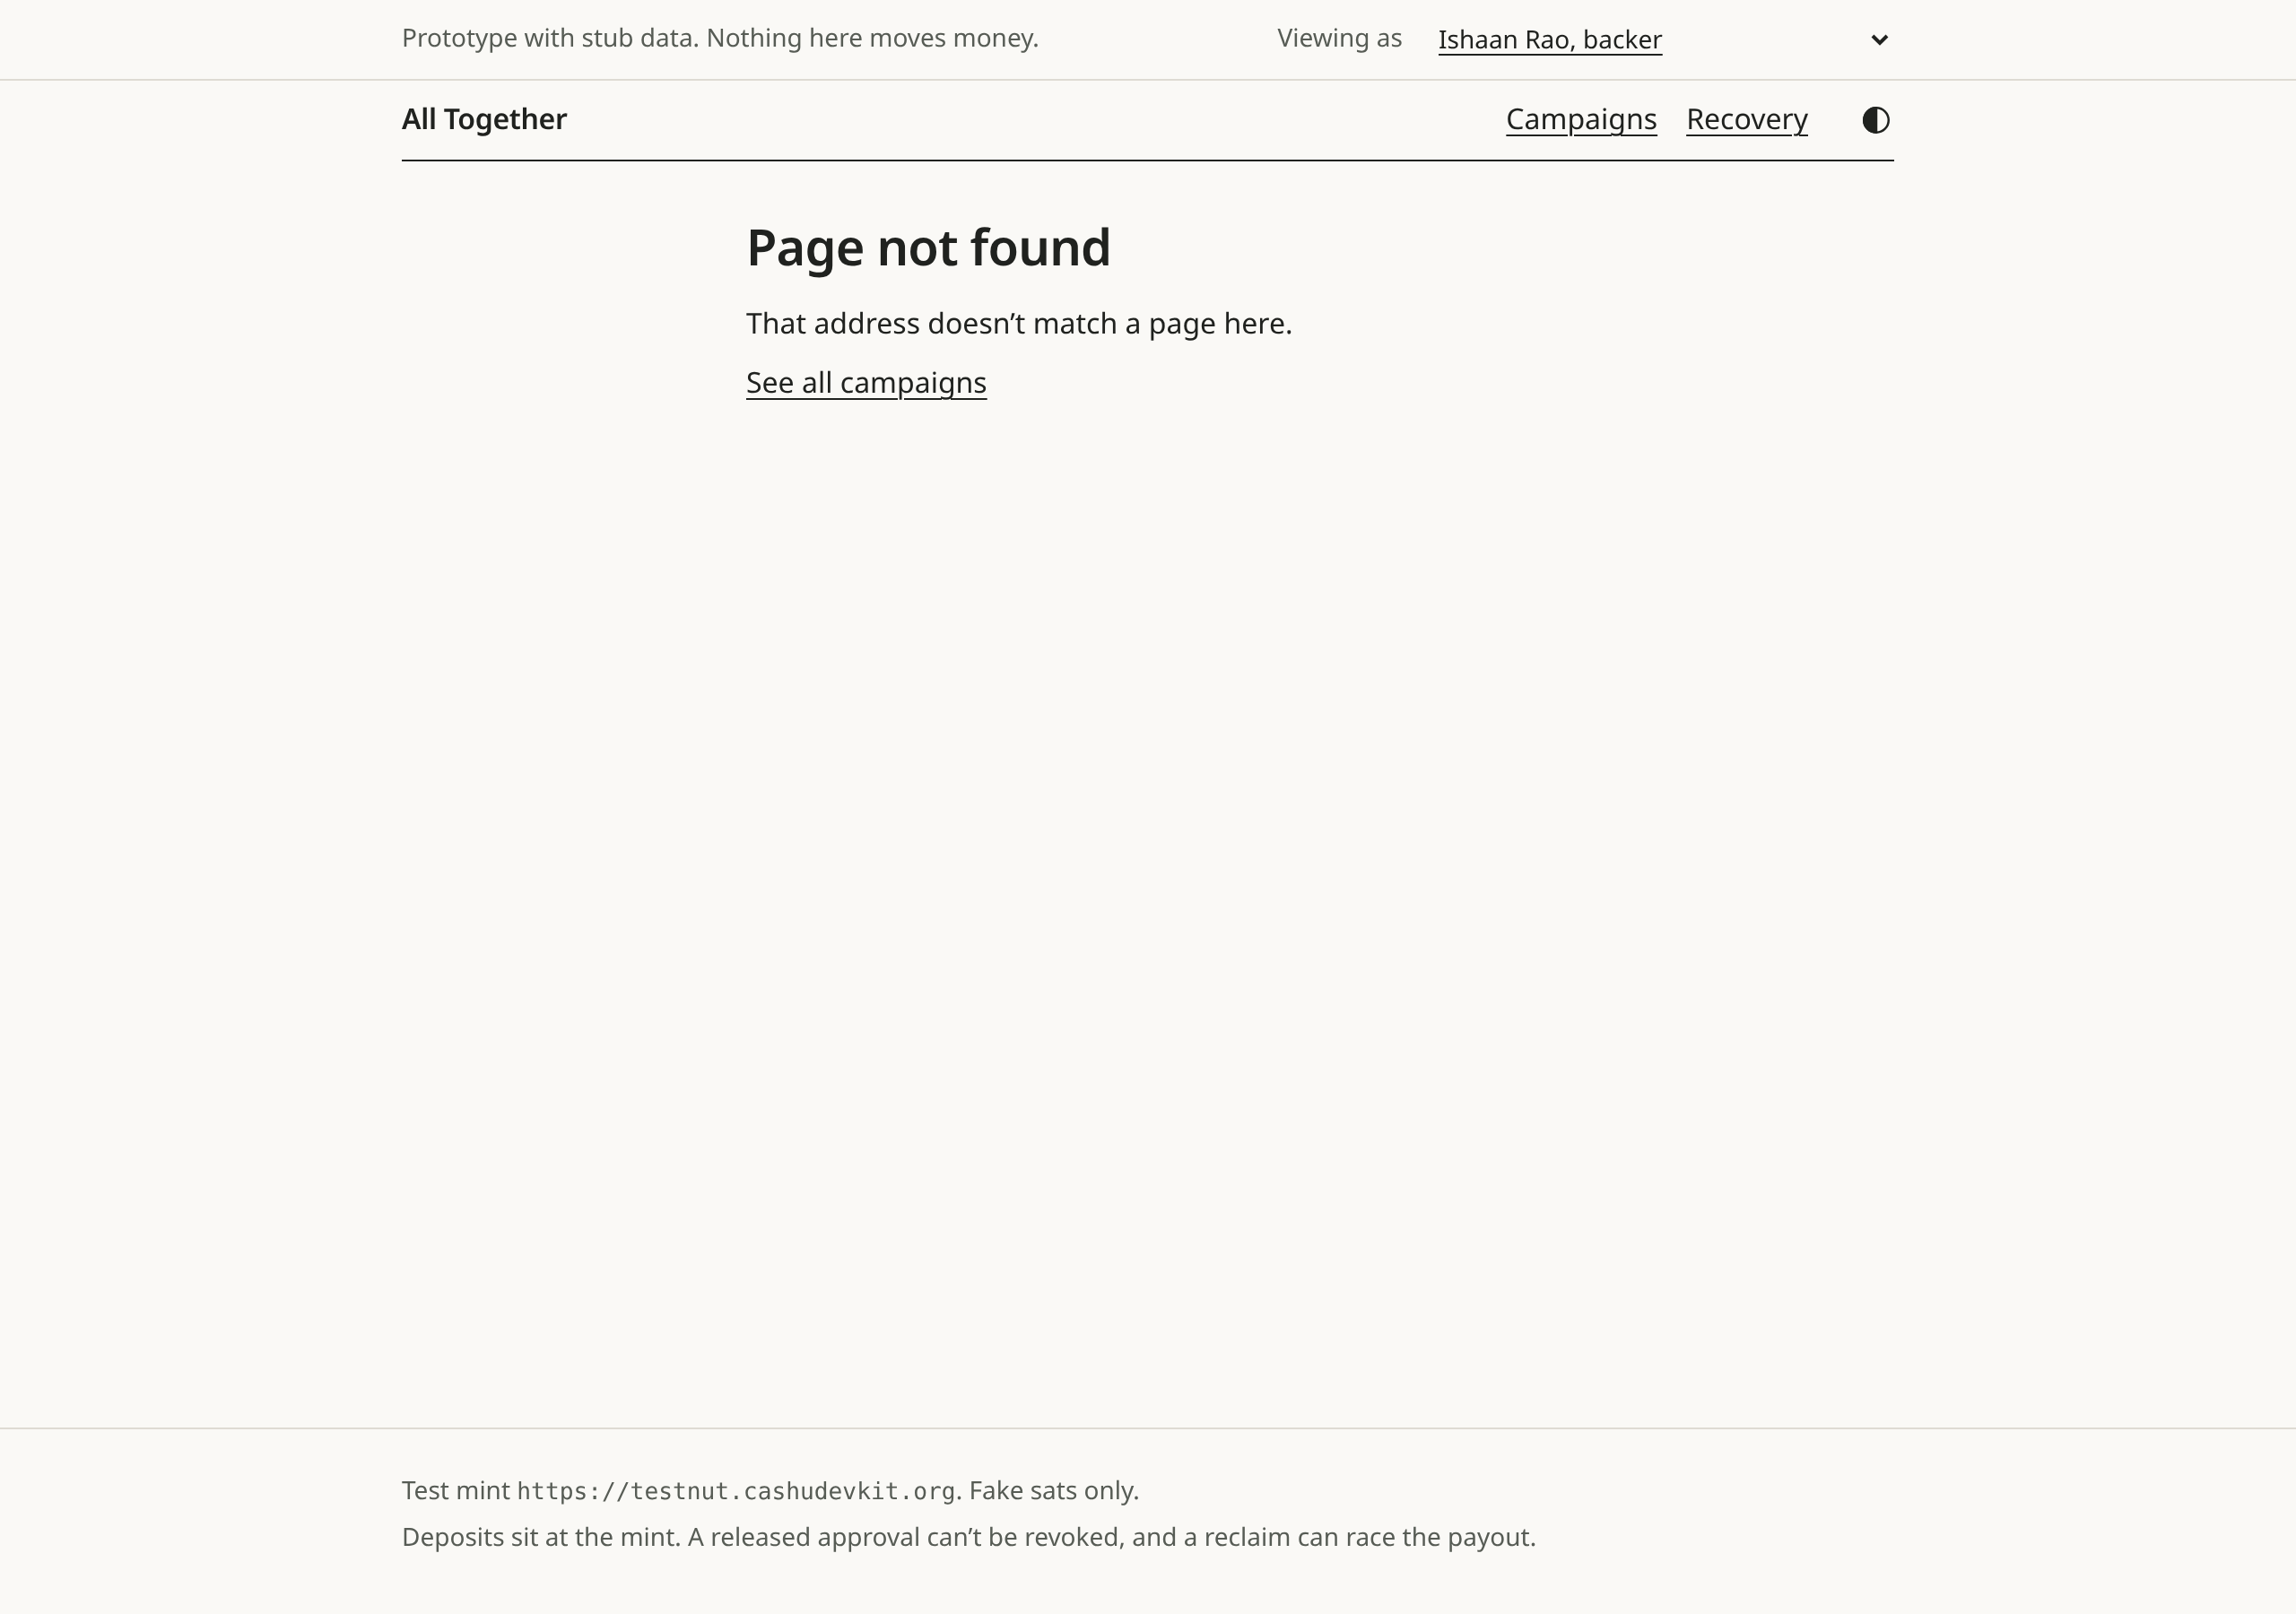 Prototype with stub data. Nothing here moves money.
Viewing as Ishaan Rao, backer
All Together
Campaigns Recovery
Page not found
That address doesn’t match a page here.
See all campaigns
Test mint https://testnut.cashudevkit.org. Fake sats only.
Deposits sit at the mint. A released approval can’t be revoked, and a reclaim can race the payout.